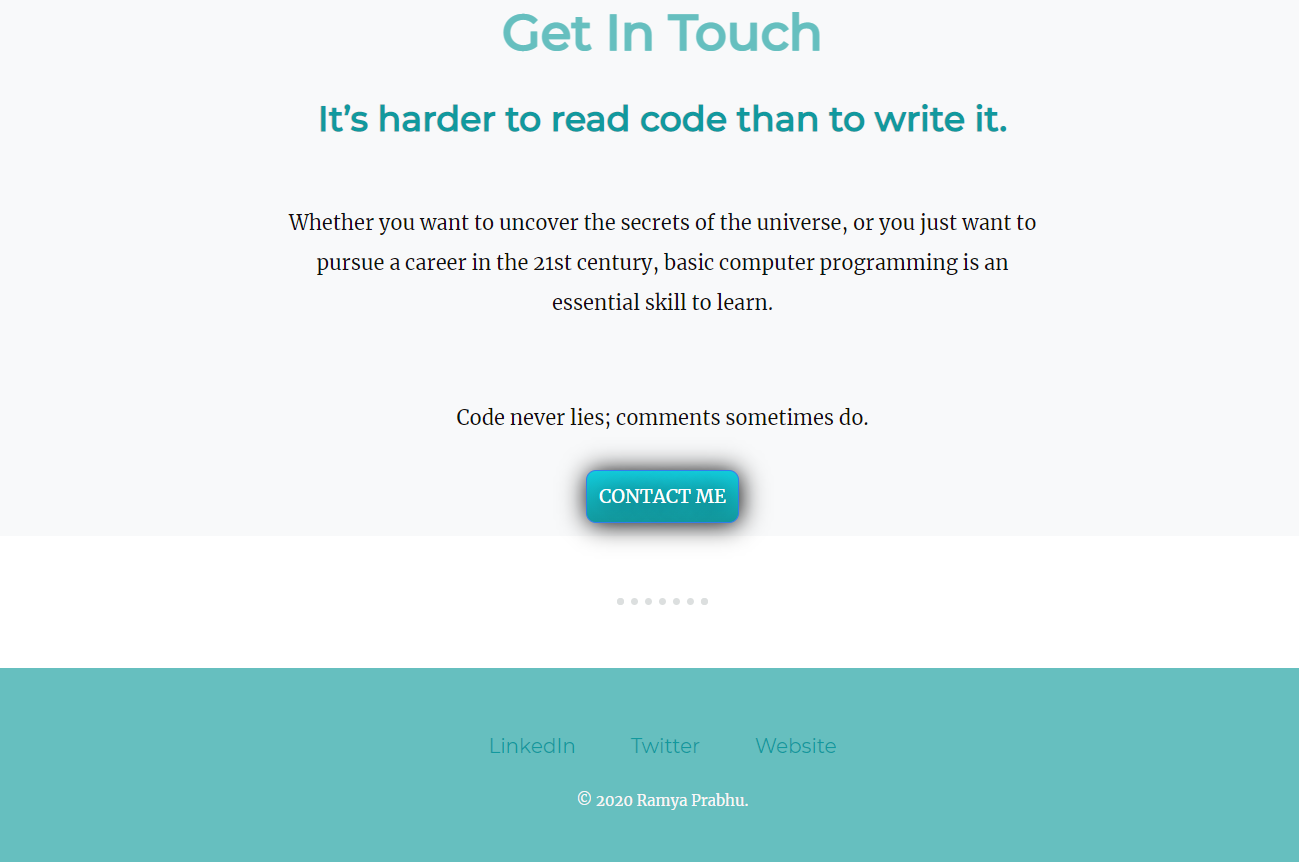 Get In Touch
It’s harder to read code than to write it.
Whether you want to uncover the secrets of the universe, or you just want to
pursue a career in the 21st century, basic computer programming is an
essential skill to learn.
Code never lies; comments sometimes do.
CONTACT ME
LinkedIn Twitter Website
© 2020 Ramya Prabhu.